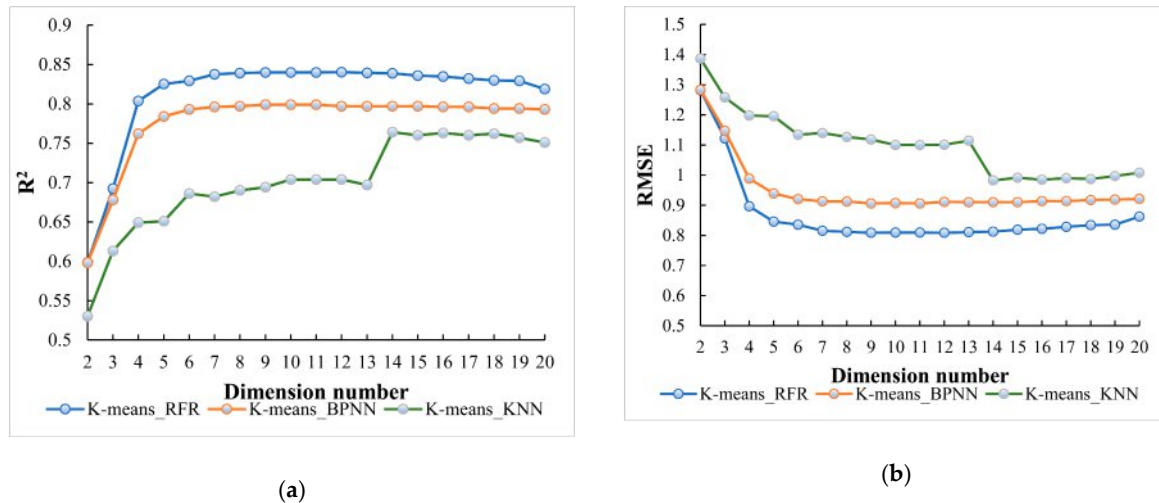 0.9
0.85
0.8
0.75
0.7
0.65
0.6
0.55
0.5
R²
2 3 4 5 6 7 8 9 10 11 12 13 14 15 16 17 18 19 20
Dimension number
K-means_RFR K-means_BPNN K-means_KNN
(a)
1.5
1.4
1.3
1.2
1.1
1
0.9
0.8
0.7
0.6
0.5
RMSE
2 3 4 5 6 7 8 9 10 11 12 13 14 15 16 17 18 19 20
Dimension number
K-means_RFR K-means_BPNN K-means_KNN
(b)